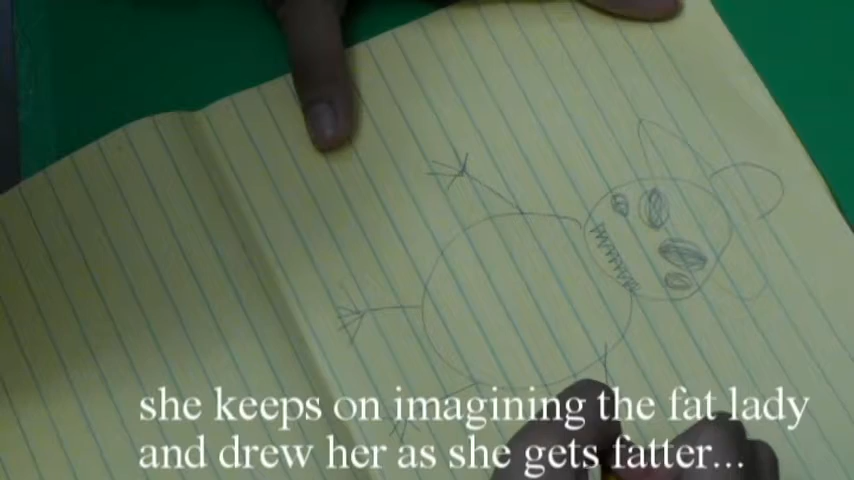 she keeps on imagining the fat lady
and drew her as she gets fatter...